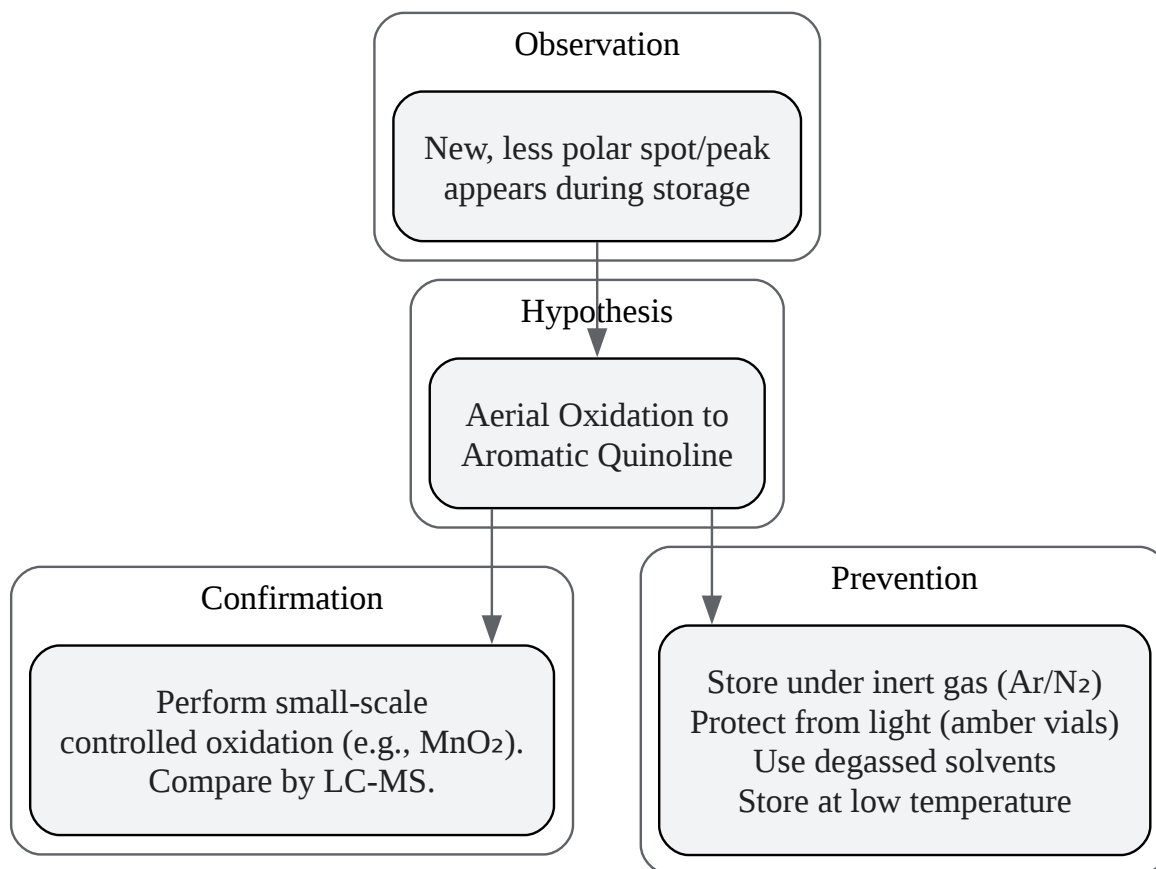 Observation
New, less polar spot/peak
appears during storage
Hypothesis
Aerial Oxidation to
Aromatic Quinoline
Confirmation
Perform small-scale
controlled oxidation (e.g., MnO₂).
Compare by LC-MS.
Prevention
Store under inert gas (Ar/N₂)
Protect from light (amber vials)
Use degassed solvents
Store at low temperature